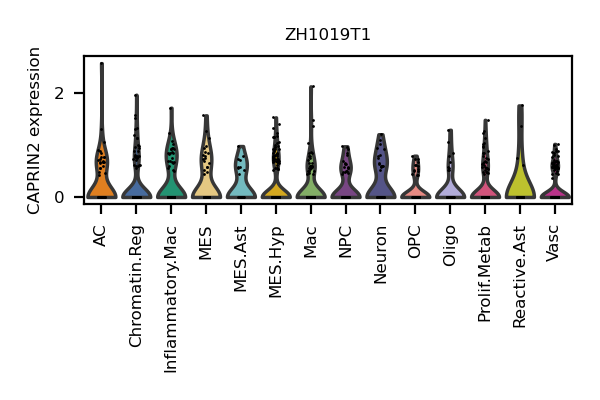 ZH1019T1
CAPRIN2 expression
2
0
AC
Chromatin.Reg
Inflammatory.Mac
MES
MES.Ast
MES.Hyp
Mac
NPC
Neuron
OPC
Oligo
Prolif.Metab
Reactive.Ast
Vasc